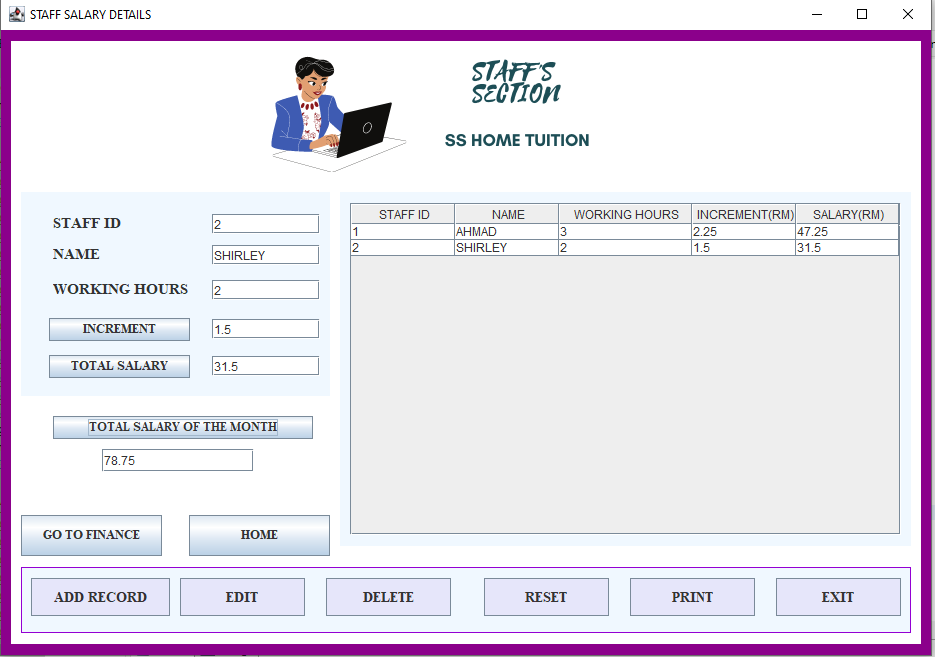 STAFF SALARY DETAILS
STAFF'S
SECTION
SS HOME TUITION
STAFF ID 2
NAME SHIRLEY
WORKING HOURS 2
INCREMENT 1.5
TOTAL SALARY 31.5
TOTAL SALARY OF THE MONTH
78.75
GO TO FINANCE HOME
STAFF ID NAME WORKING HOURS INCREMENT(RM) SALARY(RM)
1 AHMAD 3 2.25 47.25
2 SHIRLEY 2 1.5 31.5
ADD RECORD EDIT DELETE RESET PRINT EXIT